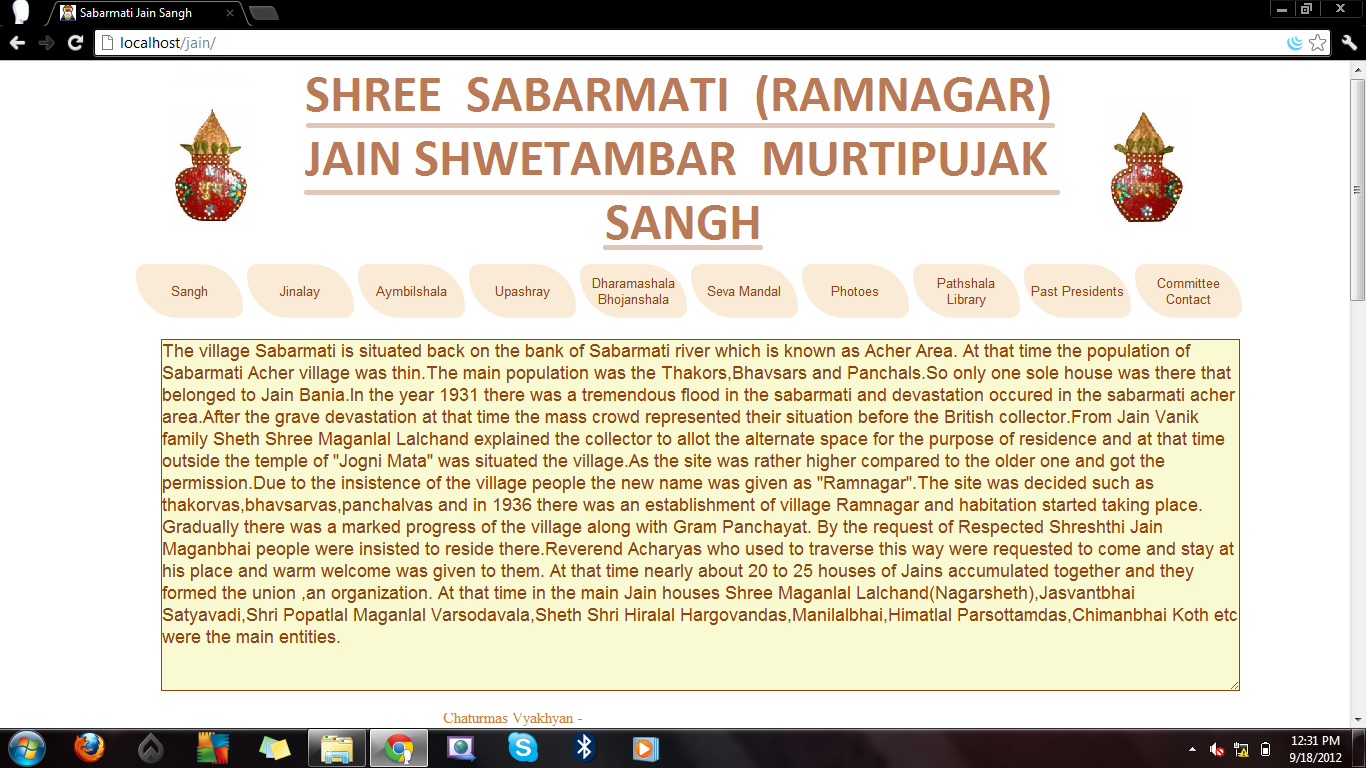 Sabarmati Jain Sangh
localhost/jain/
SHREE SABARMATI (RAMNAGAR)
JAIN SHWETAMBAR MURTIPUJAK
SANGH
Sangh
Jinalay
Aymbilshala
Upashray
Dharamashala
Bhojanshala
Seva Mandal
Photoes
Pathshala
Library
Past Presidents
Committee
Contact
The village Sabarmati is situated back on the bank of Sabarmati river which is known as Acher Area. At that time the population of
Sabarmati Acher village was thin.The main population was the Thakors,Bhavsars and Panchals.So only one sole house was there that
belonged to Jain Bania.In the year 1931 there was a tremendous flood in the sabarmati and devastation occured in the sabarmati acher
area.After the grave devastation at that time the mass crowd represented their situation before the British collector.From Jain Vanik
family Sheth Shree Maganlal Lalchand explained the collector to allot the alternate space for the purpose of residence and at that time
outside the temple of "Jogni Mata" was situated the village.As the site was rather higher compared to the older one and got the
permission.Due to the insistence of the village people the new name was given as "Ramnagar".The site was decided such as
thakorvas,bhavsarvas,panchalvas and in 1936 there was an establishment of village Ramnagar and habitation started taking place.
Gradually there was a marked progress of the village along with Gram Panchayat. By the request of Respected Shreshthi Jain
Maganbhai people were insisted to reside there.Reverend Acharyas who used to traverse this way were requested to come and stay at
his place and warm welcome was given to them. At that time nearly about 20 to 25 houses of Jains accumulated together and they
formed the union ,an organization. At that time in the main Jain houses Shree Maganlal Lalchand(Nagarsheth),Jasvantbhai
Satyavadi,Shri Popatlal Maganlal Varsodavala,Sheth Shri Hiralal Hargovandas,Manilalbhai,Himatlal Parsottamdas,Chimanbhai Koth etc
were the main entities.
Chaturmas Vyakhyan -
12:31 PM
9/18/2012